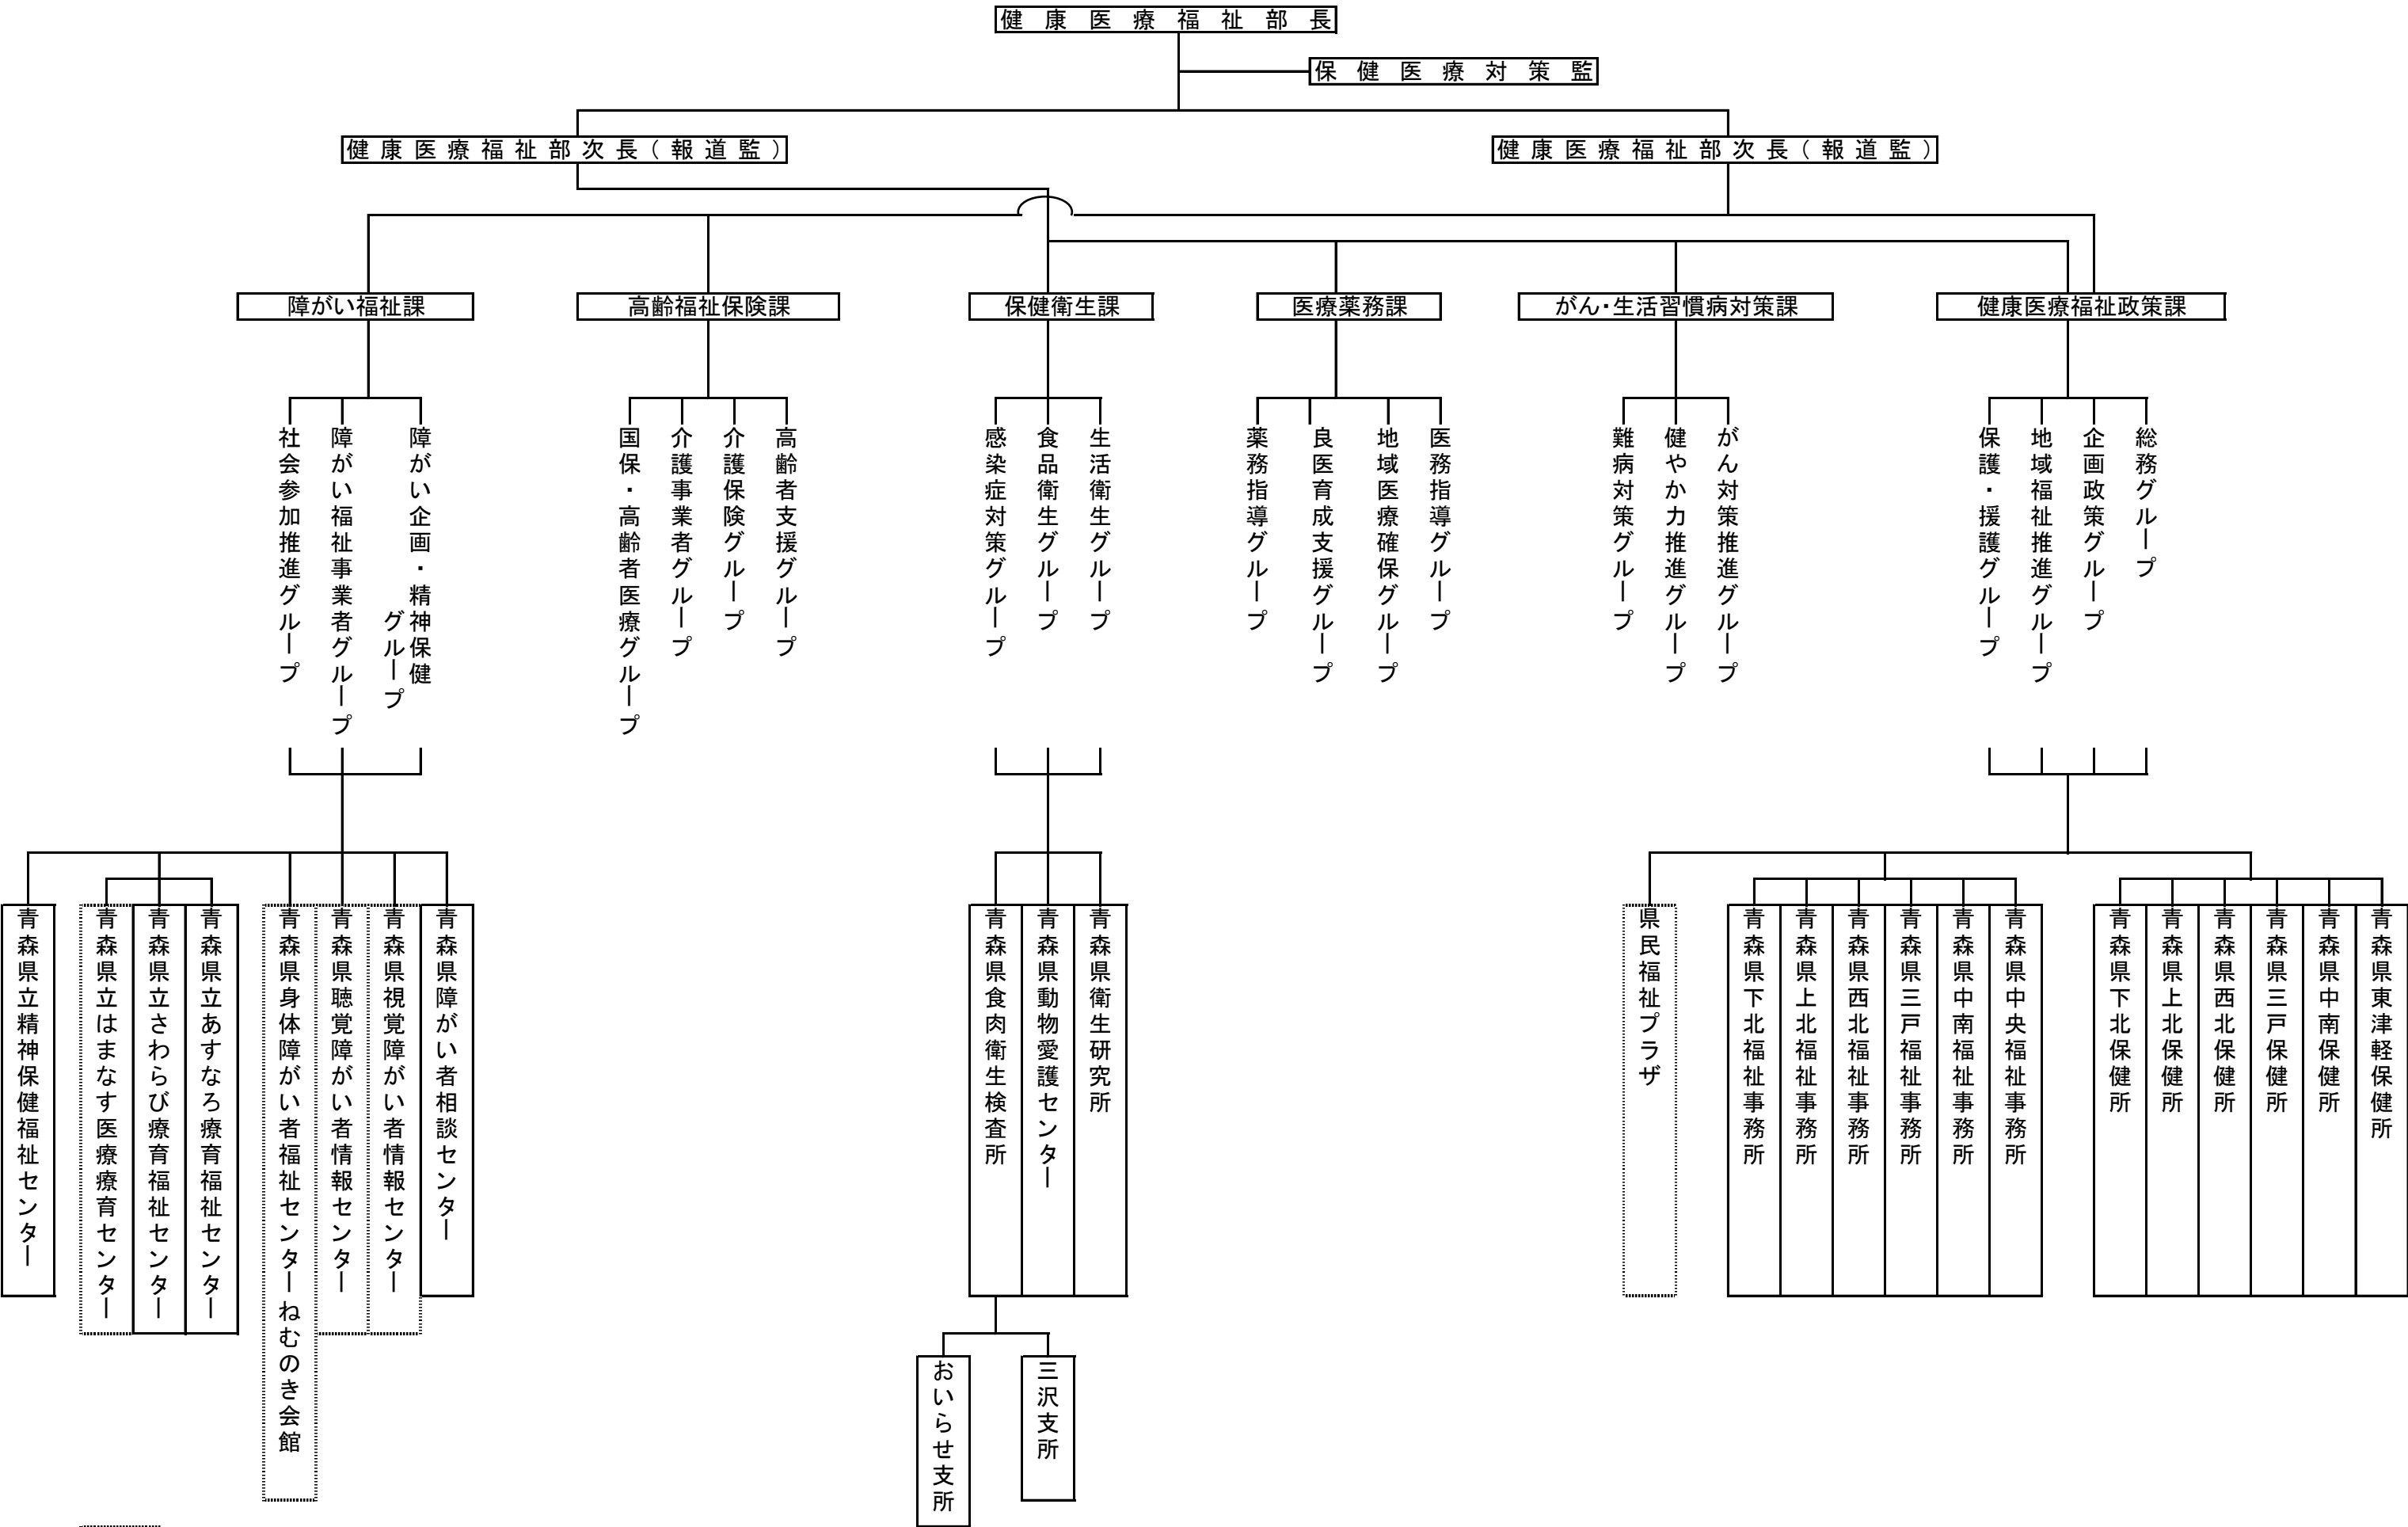 健康医療福祉部長
保健医療対策監
健康医療福祉部次長（報道監）
健康医療福祉部次長（報道監）
障がい福祉課
高齢福祉保険課
保健衛生課
医療薬務課
がん・生活習慣病対策課
健康医療福祉政策課
総務グループ
企画政策グループ
地域福祉推進グループ
保護・援護グループ
がん対策推進グループ
健やか力推進グループ
難病対策グループ
医務指導グループ
地域医療確保グループ
良医育成支援グループ
薬務指導グループ
生活衛生グループ
食品衛生グループ
感染症対策グループ
高齢者支援グループ
介護保険グループ
介護事業者グループ
国保・高齢者医療グループ
障がい企画・精神保健
グループ
障がい福祉事業者グループ
社会参加推進グループ
青森県東津軽保健所
青森県中南保健所
青森県三戸保健所
青森県西北保健所
青森県上北保健所
青森県下北保健所
青森県中央福祉事務所
青森県中南福祉事務所
青森県三戸福祉事務所
青森県西北福祉事務所
青森県上北福祉事務所
青森県下北福祉事務所
県民福祉プラザ
青森県衛生研究所
青森県動物愛護センター
青森県食肉衛生検査所
青森県障がい者相談センター
青森県視覚障がい者情報センター
青森県聴覚障がい者情報センター
青森県身体障がい者福祉センターねむのき会館
青森県立あすなろ療育福祉センター
青森県立さわらび療育福祉センター
青森県立はまなす医療療育センター
青森県立精神保健福祉センター
三沢支所
おいらせ支所